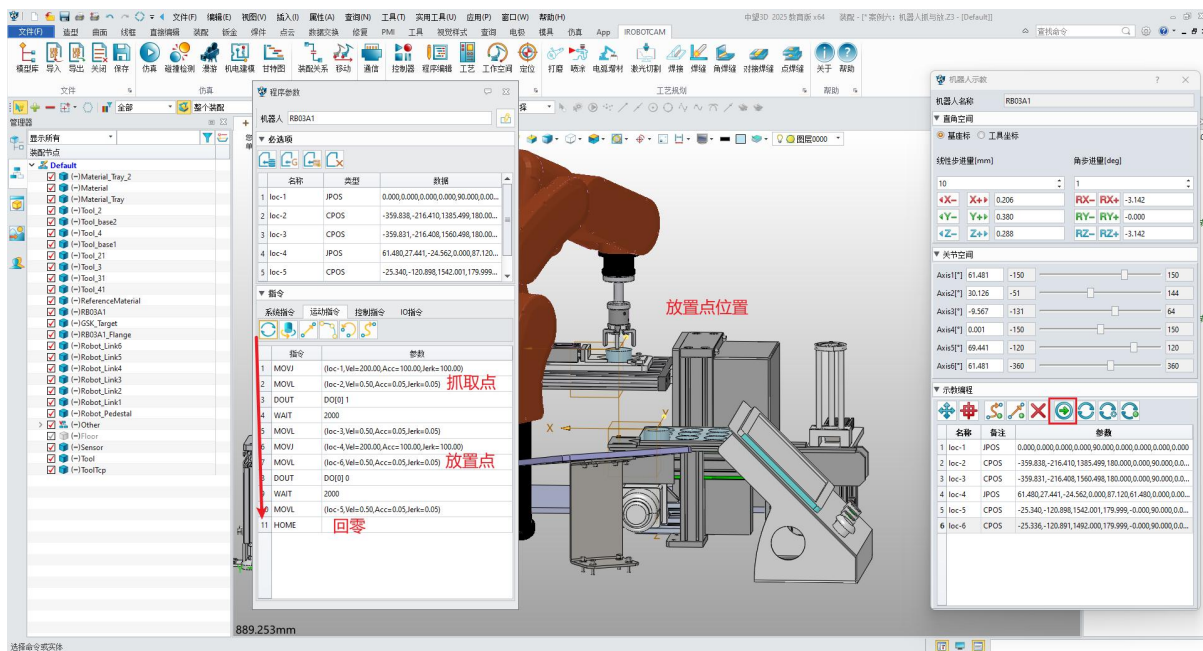 文件(F) 编辑(E) 视图(V) 插入(I) 属性(A) 查询(N) 工具(T) 实用工具(U) 应用(P) 窗口(W) 帮助(H) 中望3D 2025 教育版 x64 装配 - [* 案例六：机器人抓与放.Z3 - [Default]]
文件(F) 造型 曲面 线框 直接编辑 装配 钣金 焊件 点云 数据交换 修复 PMI 工具 视觉样式 查询 电极 模具 仿真 App IROBOTCAM 查找命令
模型库 导入 导出 关闭 保存 仿真 碰撞检测 漫游 机电建模 甘特图 装配关系 移动 通信 控制器 程序编辑 工艺 工作空间 定位 打磨 喷涂 电弧增材 激光切割 焊接 焊缝 角焊缝 对接焊缝 点焊缝 关于 帮助
文件 仿真 工艺规划 帮助
全部 整个装配
管理器
显示所有
装配节点
Default
(-)Material_Tray_2
(-)Material
(-)Material_Tray
(-)Tool_2
(-)Tool_base2
(-)Tool_4
(-)Tool_base1
(-)Tool_21
(-)Tool_3
(-)Tool_31
(-)Tool_41
(-)ReferenceMaterial
(-)RB03A1
(-)GSK_Target
(-)RB03A1_Flange
(-)Robot_Link6
(-)Robot_Link5
(-)Robot_Link4
(-)Robot_Link3
(-)Robot_Link2
(-)Robot_Link1
(-)Robot_Pedestal
(-)Other
(-)Floor
(-)Sensor
(-)Tool
(-)ToolTcp
程序参数
机器人 RB03A1
必选项
名称 类型 数据
1 loc-1 JPOS 0.000,0.000,0.000,0.000,90.000,0.000,0.00...
2 loc-2 CPOS -359.838,-216.410,1385.499,180.00...
3 loc-3 CPOS -359.831,-216.408,1560.498,180.00...
4 loc-4 JPOS 61.480,27.441,-24.562,0.000,87.120...
5 loc-5 CPOS -25.340,-120.898,1542.001,179.999...
指令
系统指令 运动指令 控制指令 IO指令
指令 参数
1 MOVJ (loc-1,Vel=200.00,Acc=100.00,Jerk=100.00)
2 MOVL (loc-2,Vel=0.50,Acc=0.05,Jerk=0.05) 抓取点
3 DOUT DO[0] 1
4 WAIT 2000
5 MOVL (loc-3,Vel=0.50,Acc=0.05,Jerk=0.05)
6 MOVJ (loc-4,Vel=200.00,Acc=100.00,Jerk=100.00)
7 MOVL (loc-6,Vel=0.50,Acc=0.05,Jerk=0.05) 放置点
8 DOUT DO[0] 0
9 WAIT 2000
10 MOVL (loc-5,Vel=0.50,Acc=0.05,Jerk=0.05)
11 HOME 回零
图层0000
放置点位置
X
Y
Z
889.253mm
选择命令或实体
机器人示教
机器人名称 RB03A1
直角空间
基座标 工具坐标
线性步进量[mm] 角步进量[deg]
10 1
X- X+ 0.206 RX- RX+ -3.142
Y- Y+ 0.380 RY- RY+ -0.000
Z- Z+ 0.288 RZ- RZ+ -3.142
关节空间
Axis1[°] 61.481 -150 150
Axis2[°] 30.126 -51 144
Axis3[°] -9.567 -131 64
Axis4[°] 0.001 -150 150
Axis5[°] 69.441 -120 120
Axis6[°] 61.481 -360 360
示教编程
名称 备注 参数
1 loc-1 JPOS 0.000,0.000,0.000,0.000,90.000,0.000,0.000,0.000,0.000
2 loc-2 CPOS -359.838,-216.410,1385.499,180.000,0.000,90.000,0.0...
3 loc-3 CPOS -359.831,-216.408,1560.498,180.000,0.000,90.000,0.0...
4 loc-4 JPOS 61.480,27.441,-24.562,0.000,87.120,61.480,0.000,0.00...
5 loc-5 CPOS -25.340,-120.898,1542.001,179.999,-0.000,90.000,0.0...
6 loc-6 CPOS -25.336,-120.891,1492.000,179.999,-0.000,90.000,0.0...